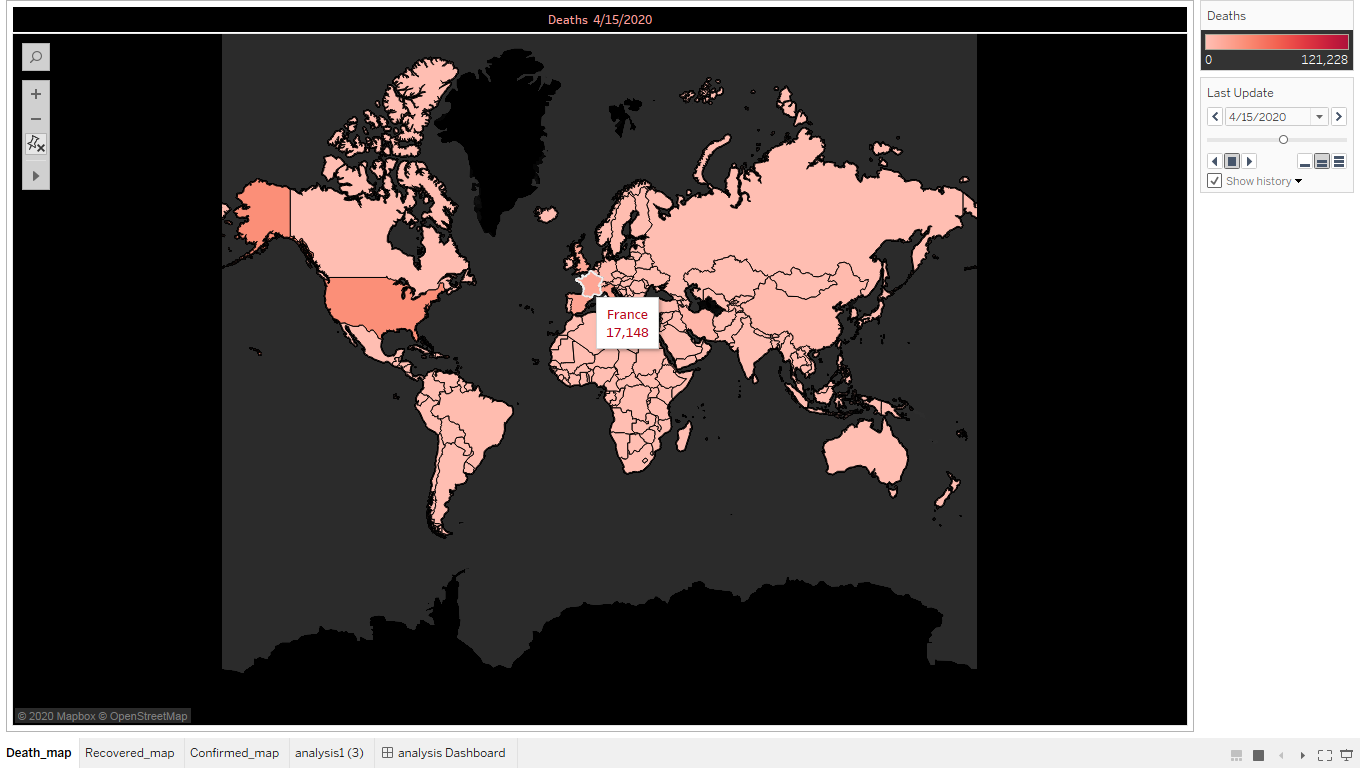 Deaths 4/15/2020
France
17,148
© 2020 Mapbox © OpenStreetMap
Deaths
0 121,228
Last Update
4/15/2020
Show history
Death_map Recovered_map Confirmed_map analysis1 (3) analysis Dashboard